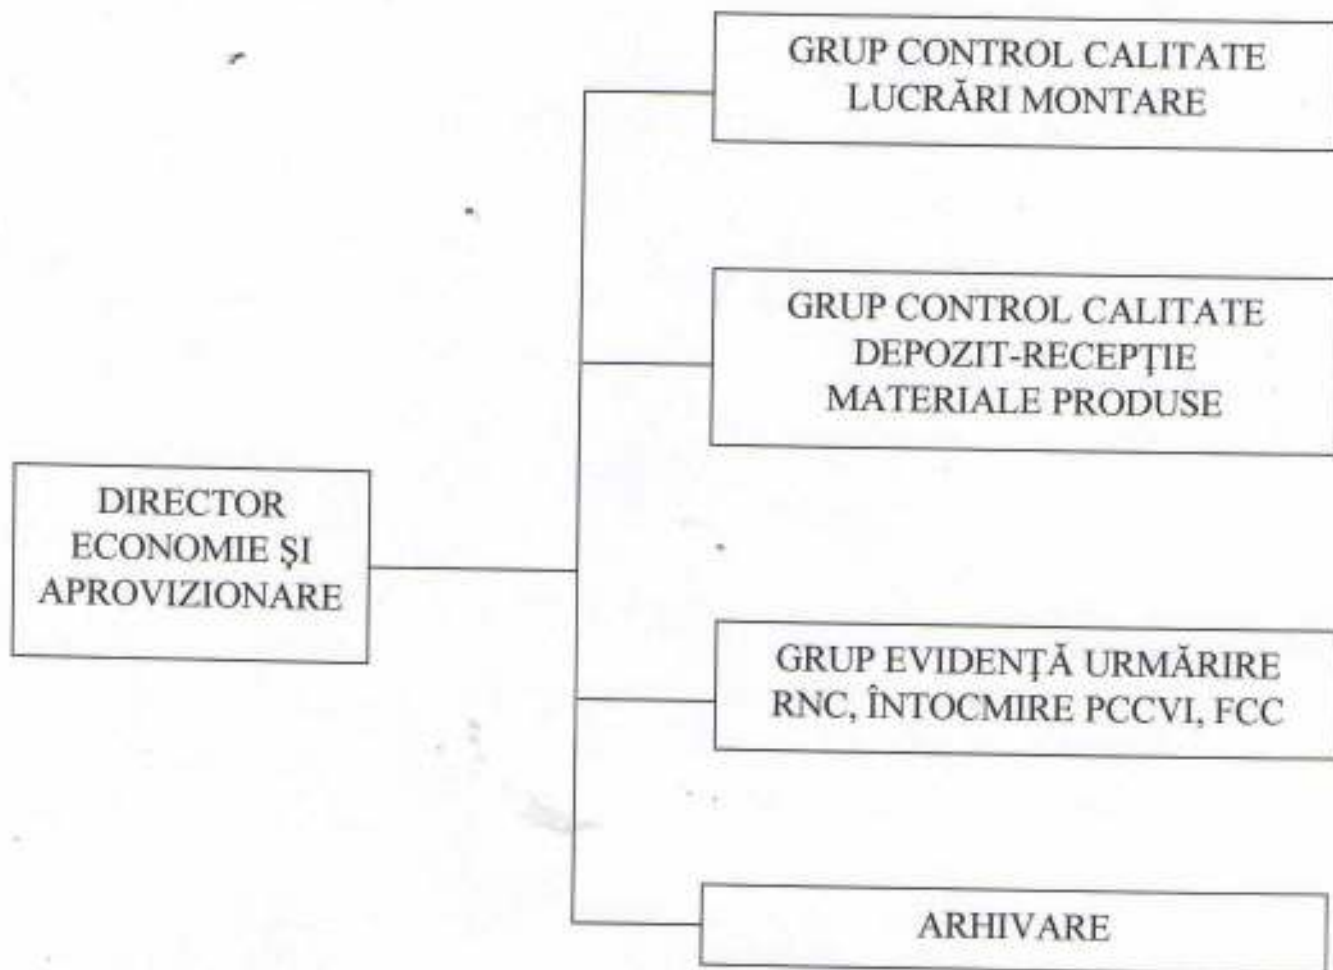 GRUP CONTROL CALITATE
LUCRĂRI MONTARE
GRUP CONTROL CALITATE
DEPOZIT-RECEPŢIE
MATERIALE PRODUSE
DIRECTOR
ECONOMIE ŞI
APROVIZIONARE
GRUP EVIDENŢĂ URMĂRIRE
RNC, ÎNTOCMIRE PCCVI, FCC
ARHIVARE